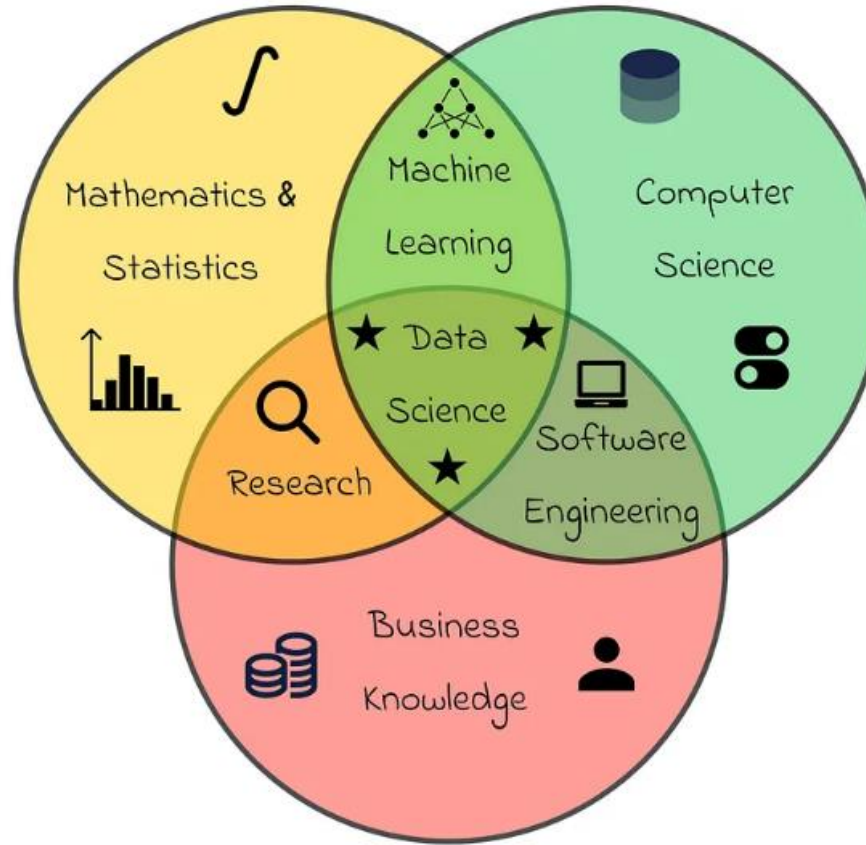 Machine
Learning
Mathematics &
Statistics
Computer
Science
Data
Science
Research
Software
Engineering
Business
Knowledge